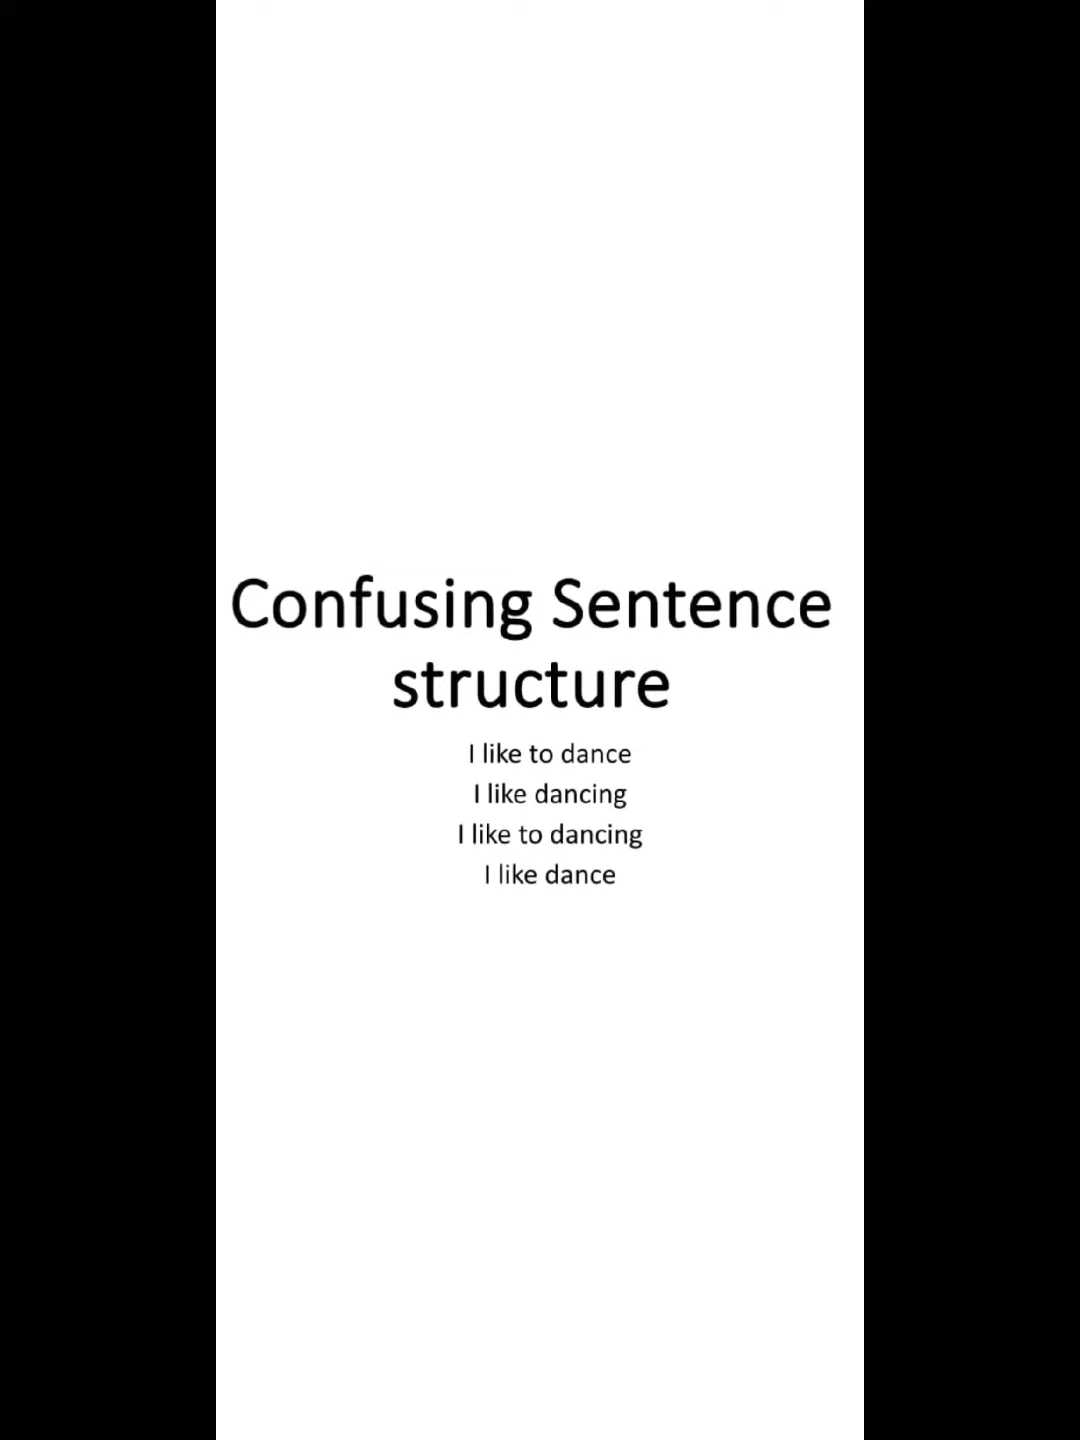 Confusing Sentence
structure
I like to dance
I like dancing
I like to dancing
I like dance